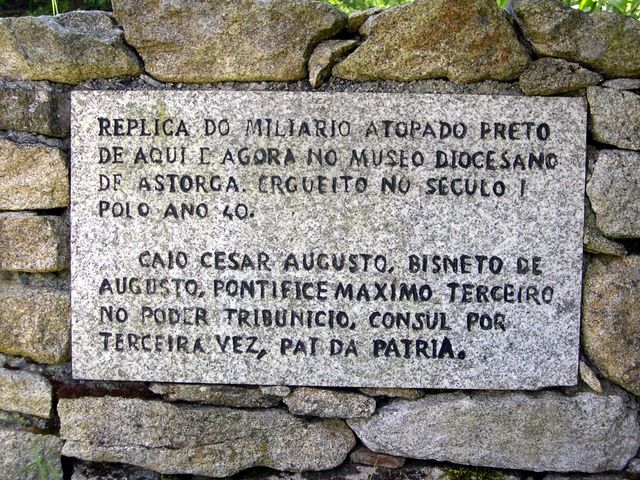 REPLICA DO MILIARIO ATOPADO PRETO
DE AQUI E AGORA NO MUSEO DIOCESANO
DE ASTORGA. ERGUEITO NO SECULO I
POLO ANO 40.
CAIO CESAR AUGUSTO, BISNETO DE
AUGUSTO, PONTIFICE MAXIMO TERCEIRO
NO PODER TRIBUNICIO, CONSUL POR
TERCEIRA VEZ, PAI DA PATRIA.